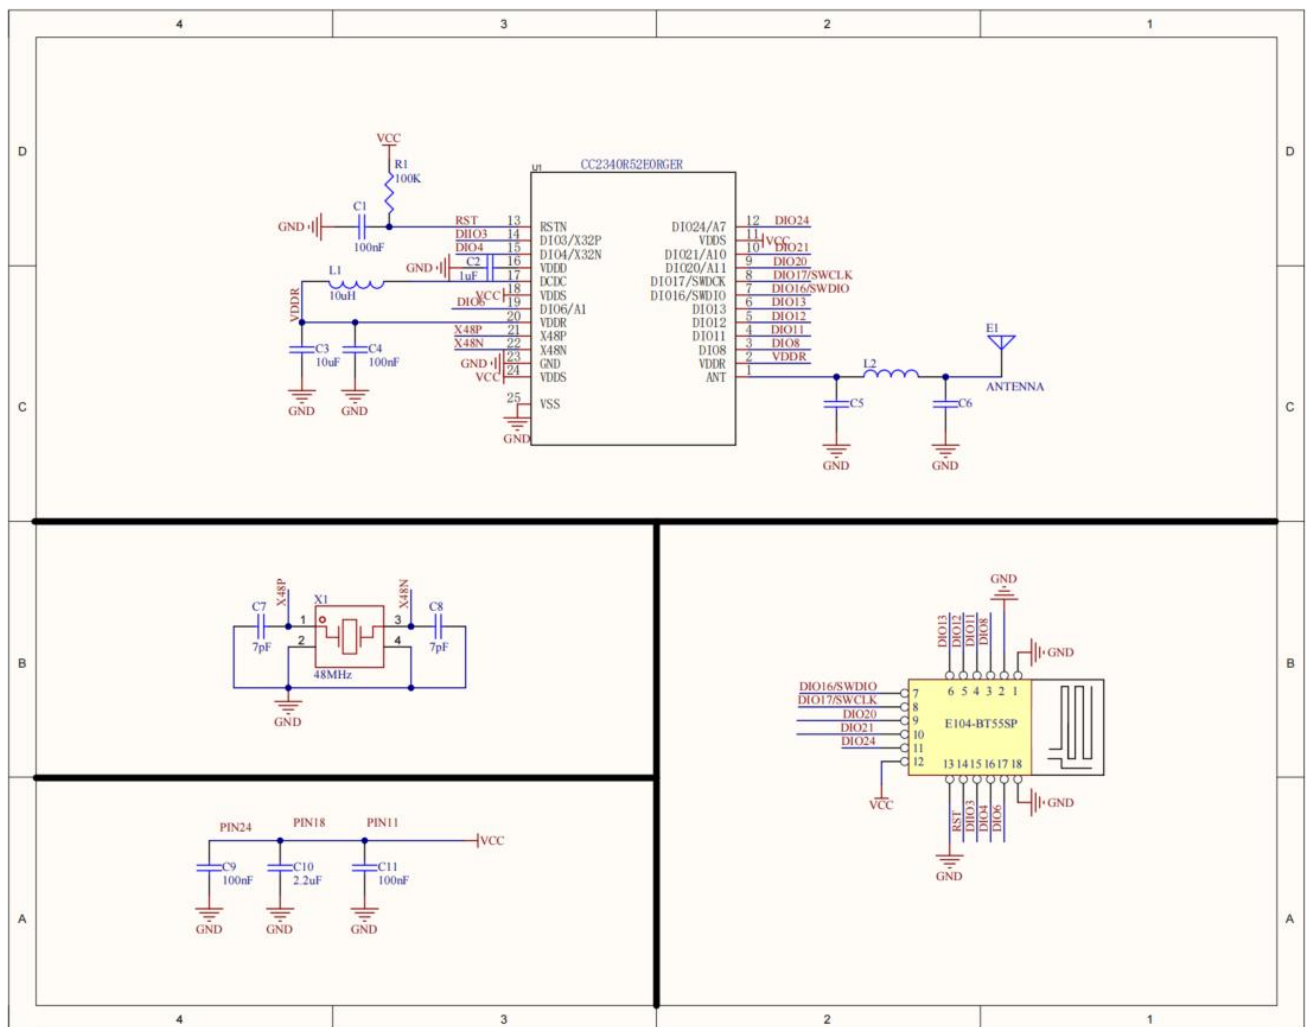 4 3 2 1
D
D
VCC
R1
100K
C1
GND
100nF
U1
CC2340R52E0RGER
RST 13 RSTN
DIIO3 14 DIO3/X32P
DIO4 15 DIO4/X32N
GND C2 16 VDDD
1uF 17 DCDC
VCC 18 VDDS
DIO6 19 DIO6/A1
20 VDDR
X48P 21 X48P
X48N 22 X48N
GND 23 GND
VCC 24 VDDS
25 VSS
GND
DIO24/A7 12 DIO24
VDDS 11 VCC
DIO21/A10 10 DIO21
DIO20/A11 9 DIO20
DIO17/SWDCK 8 DIO17/SWCLK
DIO16/SWDIO 7 DIO16/SWDIO
DIO13 6 DIO13
DIO12 5 DIO12
DIO11 4 DIO11
DIO8 3 DIO8
VDDR 2 VDDR
ANT 1
L1
10uH
VDDR
C3
10uF
C4
100nF
GND
GND
L2
E1
ANTENNA
C5
C6
GND
GND
C
C
X48P
X48N
C7
7pF
X1
1 3
2 4
48MHz
C8
7pF
GND
B
B
GND
DIO13
DIO12
DIO11
DIO8
GND
6 5 4 3 2 1
DIO16/SWDIO 7
DIO17/SWCLK 8
DIO20 9
DIO21 10
DIO24 11
12
E104-BT55SP
13 14 15 16 17 18
VCC
GND
RST
DIIO3
DIO4
DIO6
GND
PIN24
PIN18
PIN11
VCC
C9
100nF
C10
2.2uF
C11
100nF
GND
GND
GND
A
A
4 3 2 1